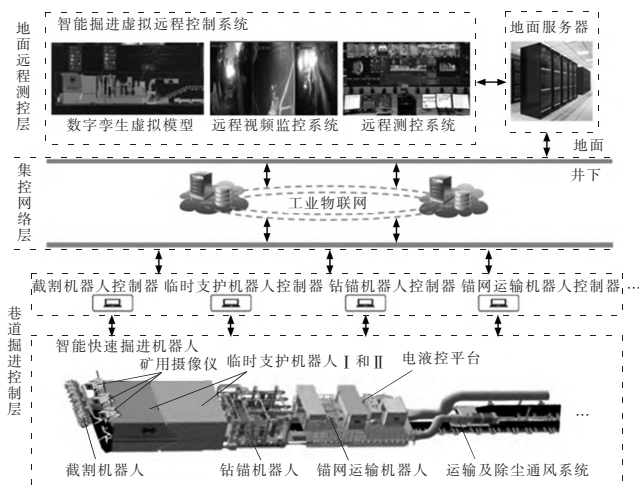 地面远程测控层
智能掘进虚拟远程控制系统
地面服务器
数字孪生虚拟模型
远程视频监控系统
远程测控系统
地面
集控网络层
井下
工业物联网
巷道掘进控制层
截割机器人控制器 临时支护机器人控制器 钻锚机器人控制器 锚网运输机器人控制器 …
智能快速掘进机器人
矿用摄像仪 临时支护机器人Ⅰ和Ⅱ 电液控平台
…
截割机器人 钻锚机器人 锚网运输机器人 运输及除尘通风系统